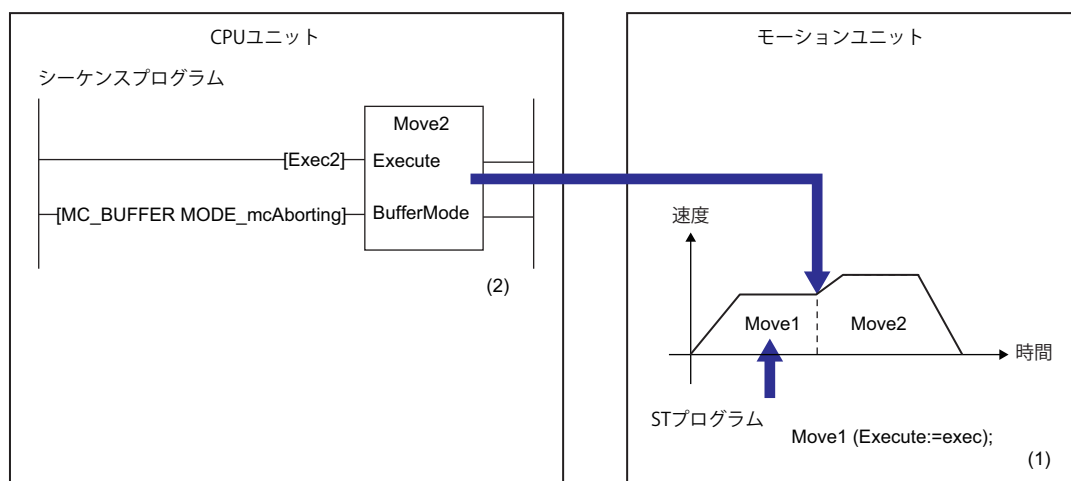 CPUユニット
シーケンスプログラム
Move2
[Exec2]
Execute
[MC_BUFFER MODE_mcAborting]
BufferMode
(2)
モーションユニット
速度
Move1
Move2
時間
STプログラム
Move1 (Execute:=exec);
(1)